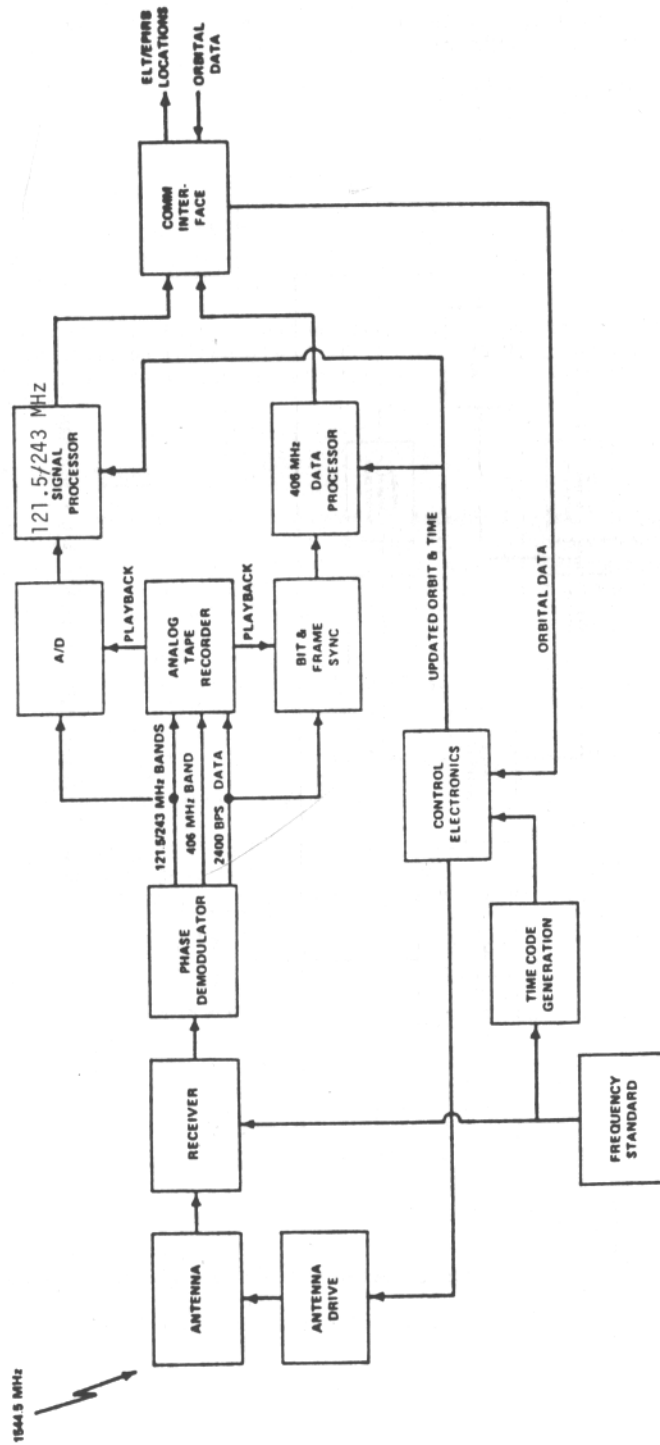 1544.5 MHz
ANTENNA
ANTENNA
DRIVE
RECEIVER
PHASE
DEMODULATOR
121.5/243 MHz BANDS
406 MHz BAND
2400 BPS DATA
A/D
PLAYBACK
ANALOG
TAPE
RECORDER
PLAYBACK
BIT &
FRAME
SYNC
121.5/243 MHz
SIGNAL
PROCESSOR
406 MHz
DATA
PROCESSOR
COMM
INTER-
FACE
ELT/EPIRB
LOCATIONS
ORBITAL
DATA
UPDATED ORBIT & TIME
ORBITAL DATA
CONTROL
ELECTRONICS
TIME CODE
GENERATION
FREQUENCY
STANDARD